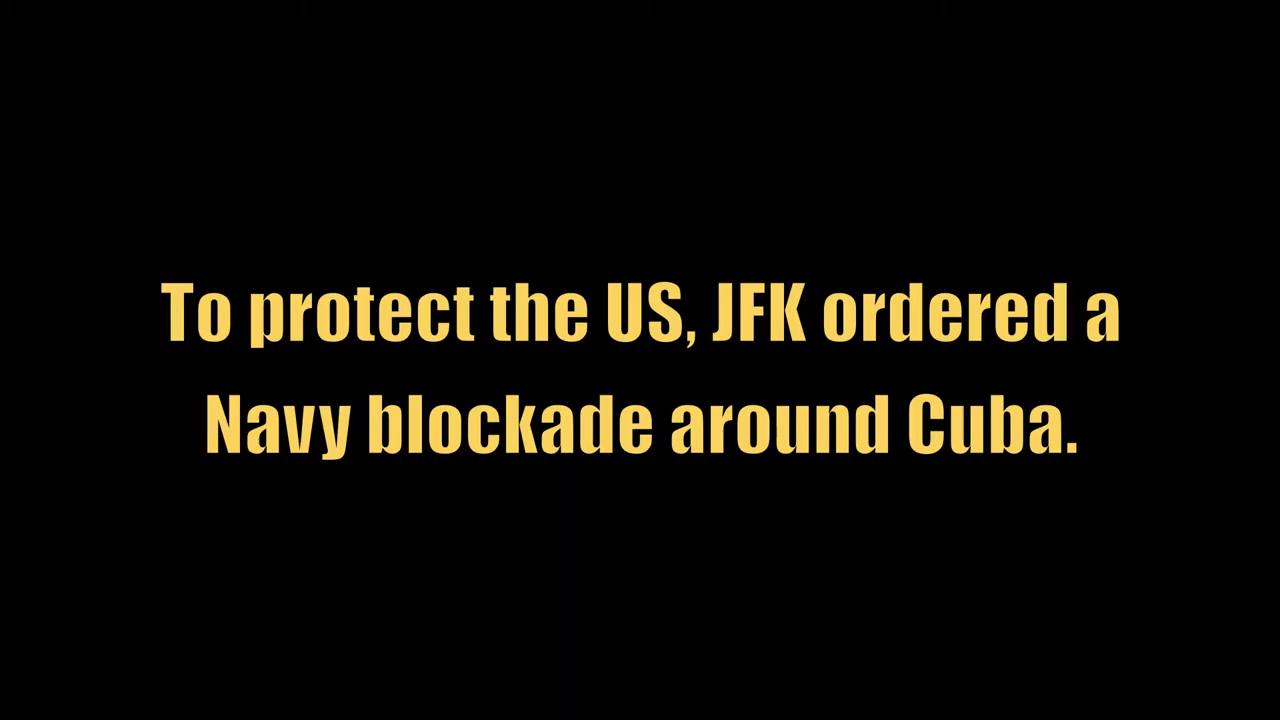 To protect the US, JFK ordered a
Navy blockade around Cuba.